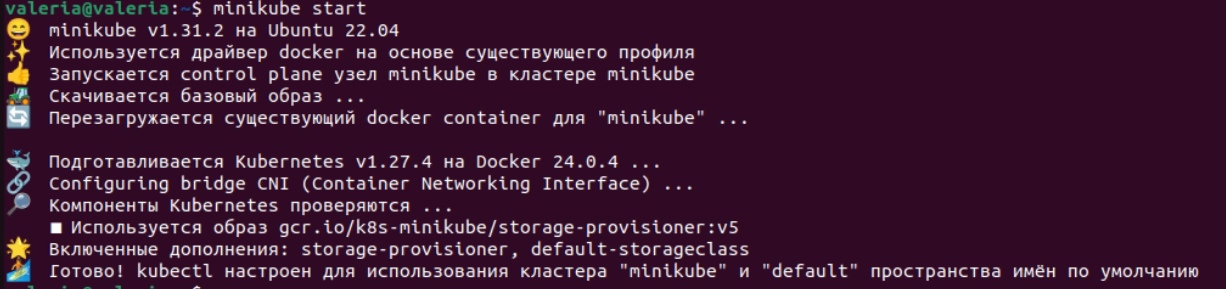 valeria@valeria:~$ minikube start
😄 minikube v1.31.2 на Ubuntu 22.04
✨ Используется драйвер docker на основе существующего профиля
👍 Запускается control plane узел minikube в кластере minikube
🚜 Скачивается базовый образ ...
🔄 Перезагружается существующий docker container для "minikube" ...
🐳 Подготавливается Kubernetes v1.27.4 на Docker 24.0.4 ...
🔗 Configuring bridge CNI (Container Networking Interface) ...
🔎 Компоненты Kubernetes проверяются ...
■ Используется образ gcr.io/k8s-minikube/storage-provisioner:v5
🌟 Включенные дополнения: storage-provisioner, default-storageclass
🏄 Готово! kubectl настроен для использования кластера "minikube" и "default" пространства имён по умолчанию